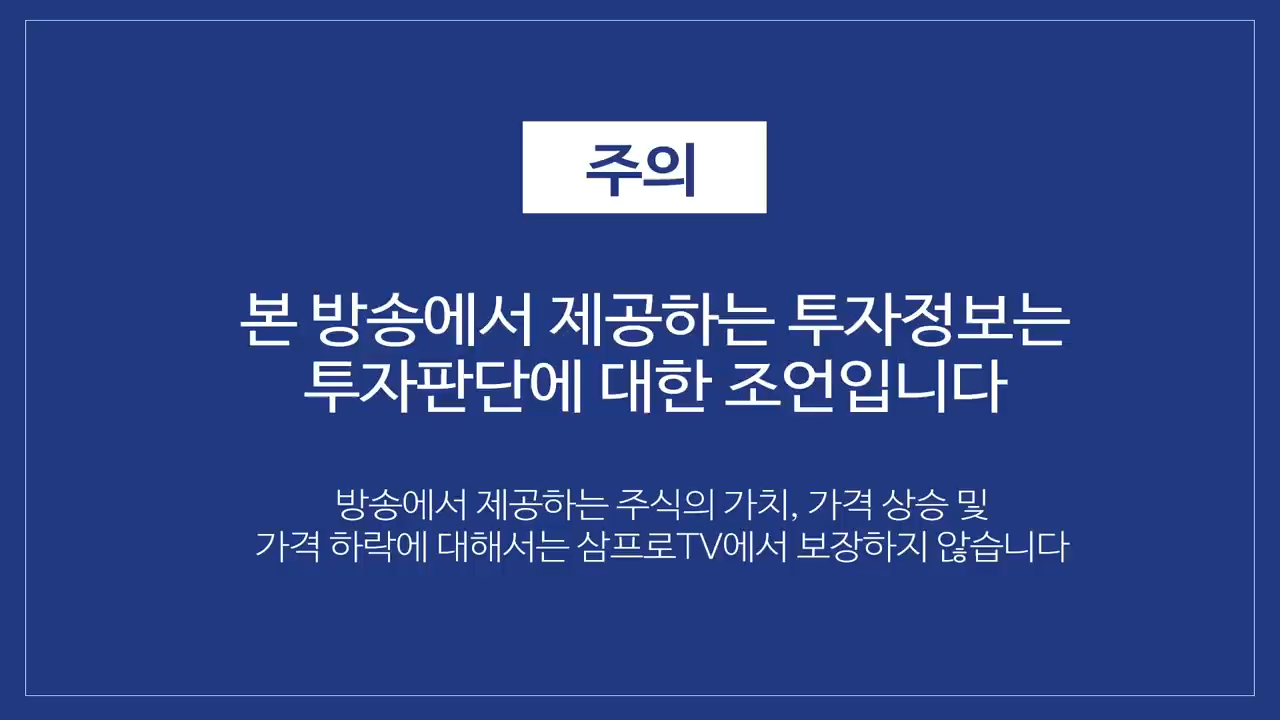 주의
본 방송에서 제공하는 투자정보는
투자판단에 대한 조언입니다
방송에서 제공하는 주식의 가치, 가격 상승 및
가격 하락에 대해서는 삼프로TV에서 보장하지 않습니다